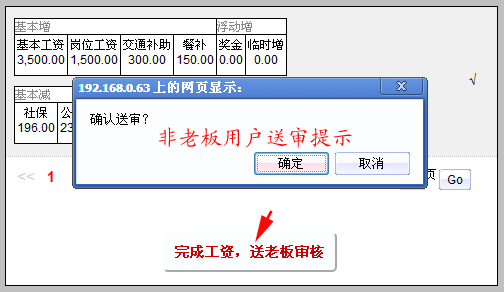 基本增 浮动增
基本工资 岗位工资 交通补助 餐补 奖金 临时增
3,500.00 1,500.00 300.00 150.00 0.00 0.00
√
基本减
192.168.0.63 上的网页显示：
社保 公
196.00 23
确认送审？
非老板用户送审提示
确定 取消
<< 1 页 Go
完成工资，送老板审核